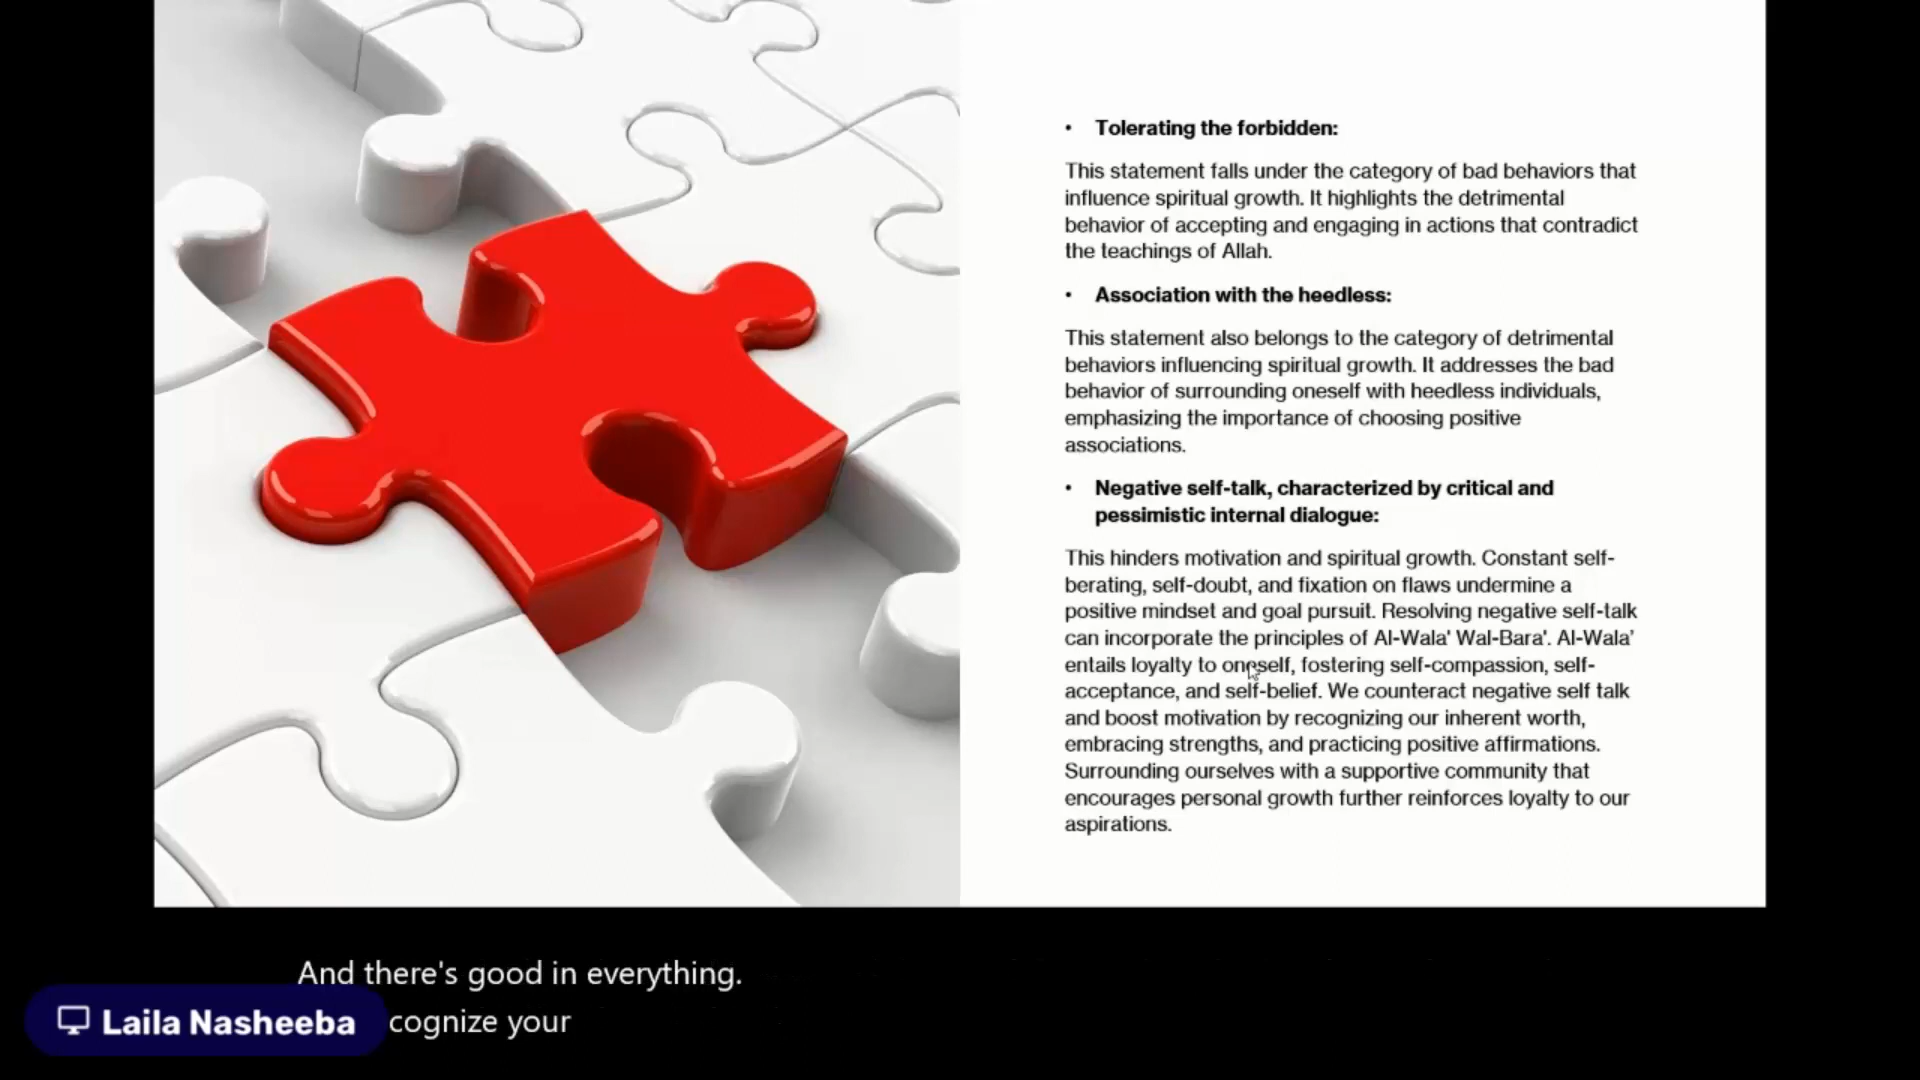 • Tolerating the forbidden:
This statement falls under the category of bad behaviors that
influence spiritual growth. It highlights the detrimental
behavior of accepting and engaging in actions that contradict
the teachings of Allah.
• Association with the heedless:
This statement also belongs to the category of detrimental
behaviors influencing spiritual growth. It addresses the bad
behavior of surrounding oneself with heedless individuals,
emphasizing the importance of choosing positive
associations.
• Negative self-talk, characterized by critical and
pessimistic internal dialogue:
This hinders motivation and spiritual growth. Constant self-
berating, self-doubt, and fixation on flaws undermine a
positive mindset and goal pursuit. Resolving negative self-talk
can incorporate the principles of Al-Wala' Wal-Bara'. Al-Wala’
entails loyalty to oneself, fostering self-compassion, self-
acceptance, and self-belief. We counteract negative self talk
and boost motivation by recognizing our inherent worth,
embracing strengths, and practicing positive affirmations.
Surrounding ourselves with a supportive community that
encourages personal growth further reinforces loyalty to our
aspirations.
And there's good in everything.
cognize your
Laila Nasheeba